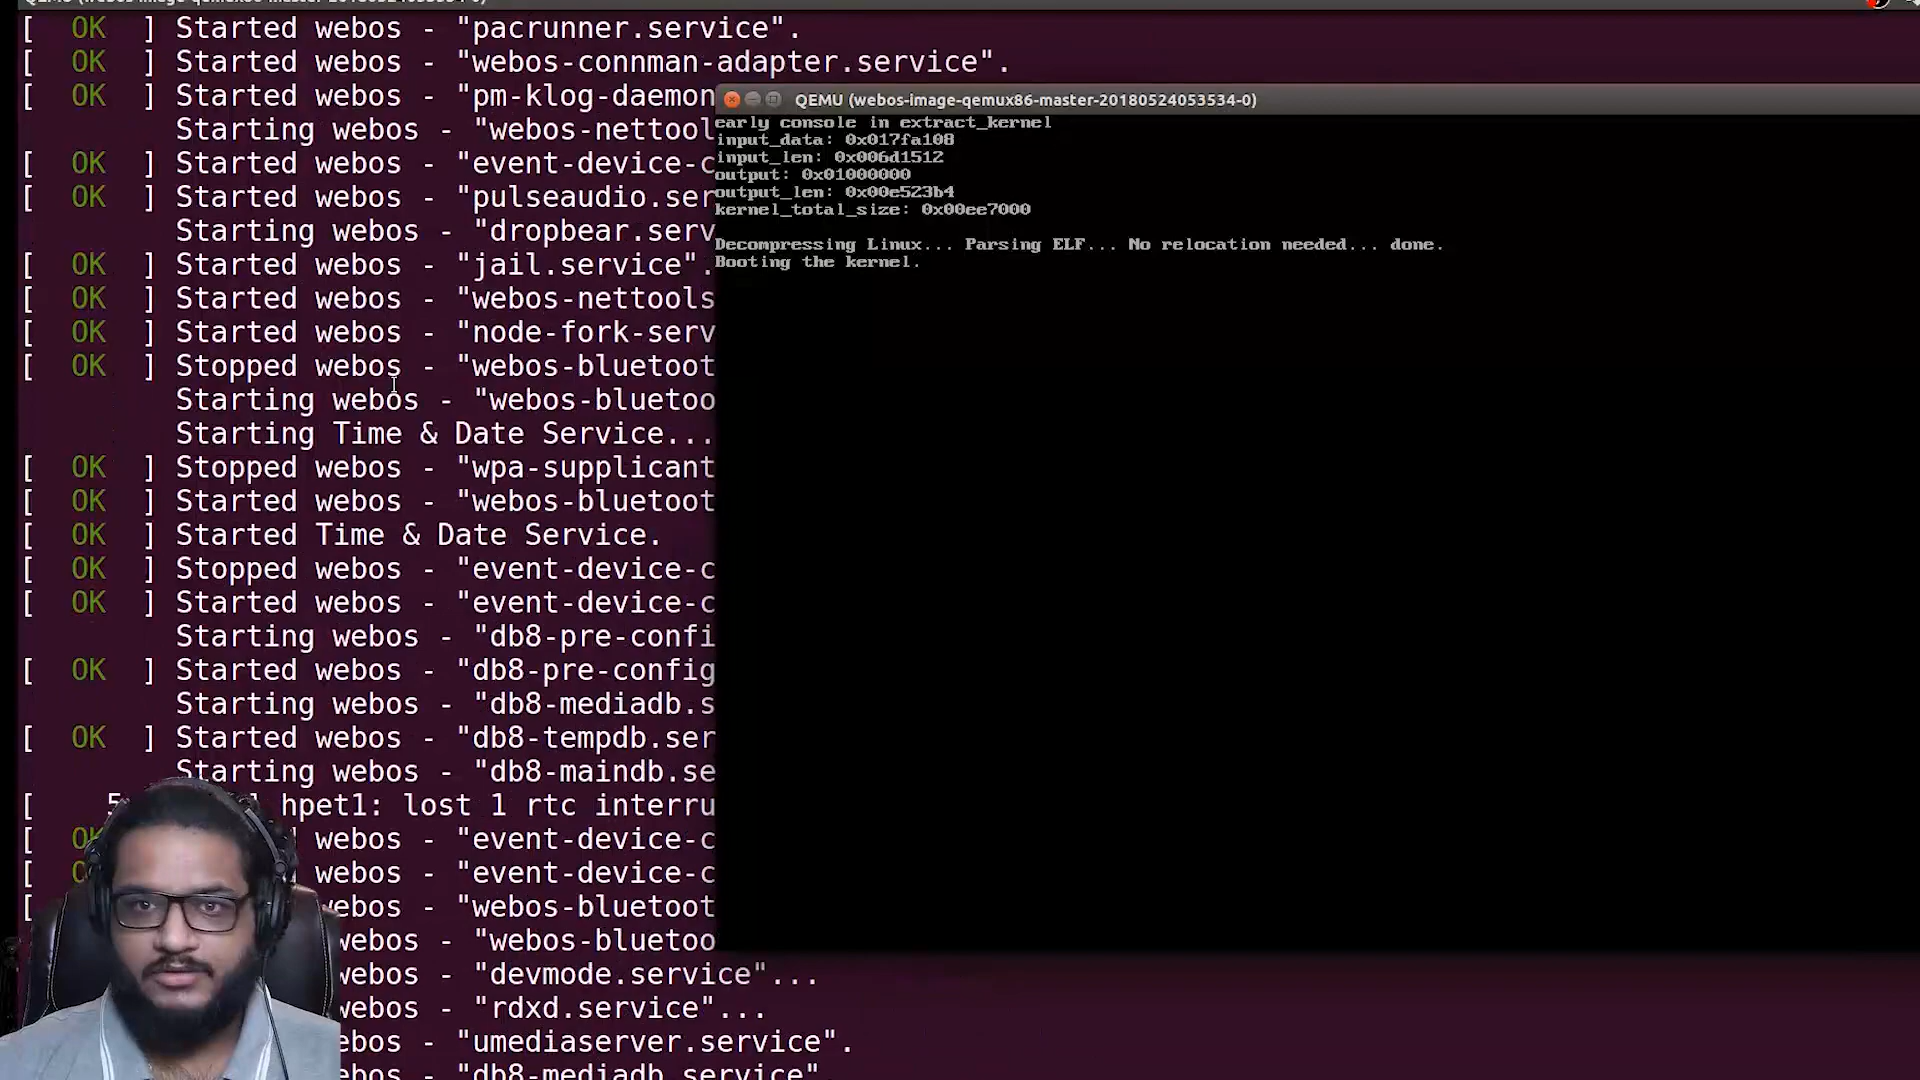 [ OK ] Started webos - "pacrunner.service".
[ OK ] Started webos - "webos-connman-adapter.service".
[ OK ] Started webos - "pm-klog-daemon
Starting webos - "webos-nettool
[ OK ] Started webos - "event-device-c
[ OK ] Started webos - "pulseaudio.ser
Starting webos - "dropbear.serv
[ OK ] Started webos - "jail.service".
[ OK ] Started webos - "webos-nettools
[ OK ] Started webos - "node-fork-serv
[ OK ] Stopped webos - "webos-bluetoot
Starting webos - "webos-bluetoo
Starting Time & Date Service...
[ OK ] Stopped webos - "wpa-supplicant
[ OK ] Started webos - "webos-bluetoot
[ OK ] Started Time & Date Service.
[ OK ] Stopped webos - "event-device-c
[ OK ] Started webos - "event-device-c
Starting webos - "db8-pre-confi
[ OK ] Started webos - "db8-pre-config
Starting webos - "db8-mediadb.s
[ OK ] Started webos - "db8-tempdb.ser
Starting webos - "db8-maindb.se
[ 5 ] hpet1: lost 1 rtc interru
OK webos - "event-device-c
webos - "event-device-c
[ webos - "webos-bluetoot
webos - "webos-bluetoo
webos - "devmode.service"...
webos - "rdxd.service"...
ebos - "umediaserver.service".
ebos - "db8-mediadb.service".
QEMU (webos-image-qemux86-master-20180524053534-0)
early console in extract_kernel
input_data: 0x017fa108
input_len: 0x006d1512
output: 0x01000000
output_len: 0x00e523b4
kernel_total_size: 0x00ee7000
Decompressing Linux... Parsing ELF... No relocation needed... done.
Booting the kernel.